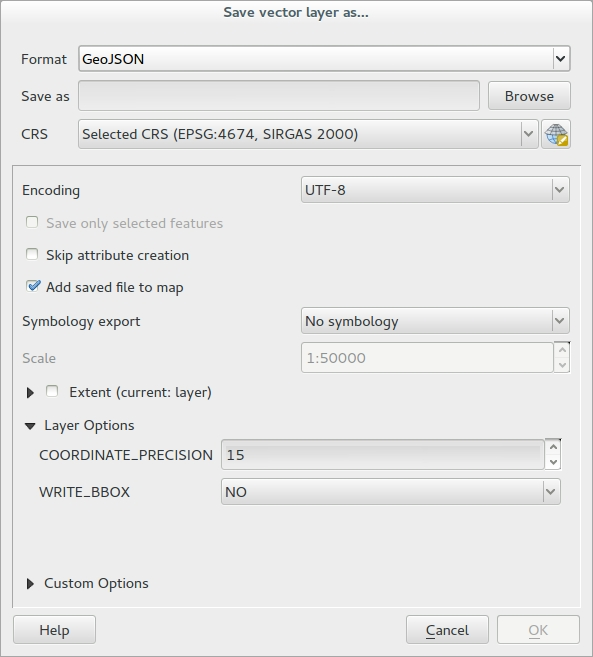 Save vector layer as...
Format GeoJSON
Save as Browse
CRS Selected CRS (EPSG:4674, SIRGAS 2000)
Encoding UTF-8
Save only selected features
Skip attribute creation
Add saved file to map
Symbology export No symbology
Scale 1:50000
Extent (current: layer)
Layer Options
COORDINATE_PRECISION 15
WRITE_BBOX NO
Custom Options
Help Cancel OK